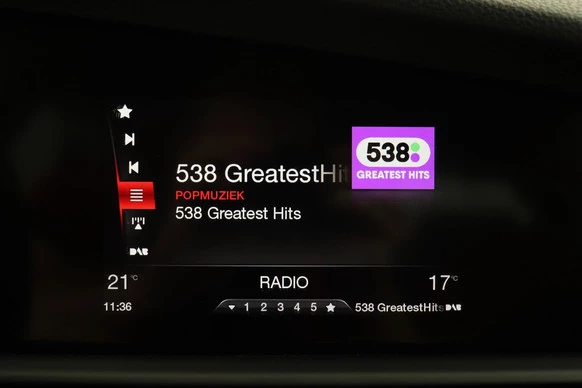 538 GreatestHit
POPMUZIEK
538 Greatest Hits
538
GREATEST HITS
DAB
21°C
RADIO
17°C
11:36
1 2 3 4 5
538 GreatestHits DAB